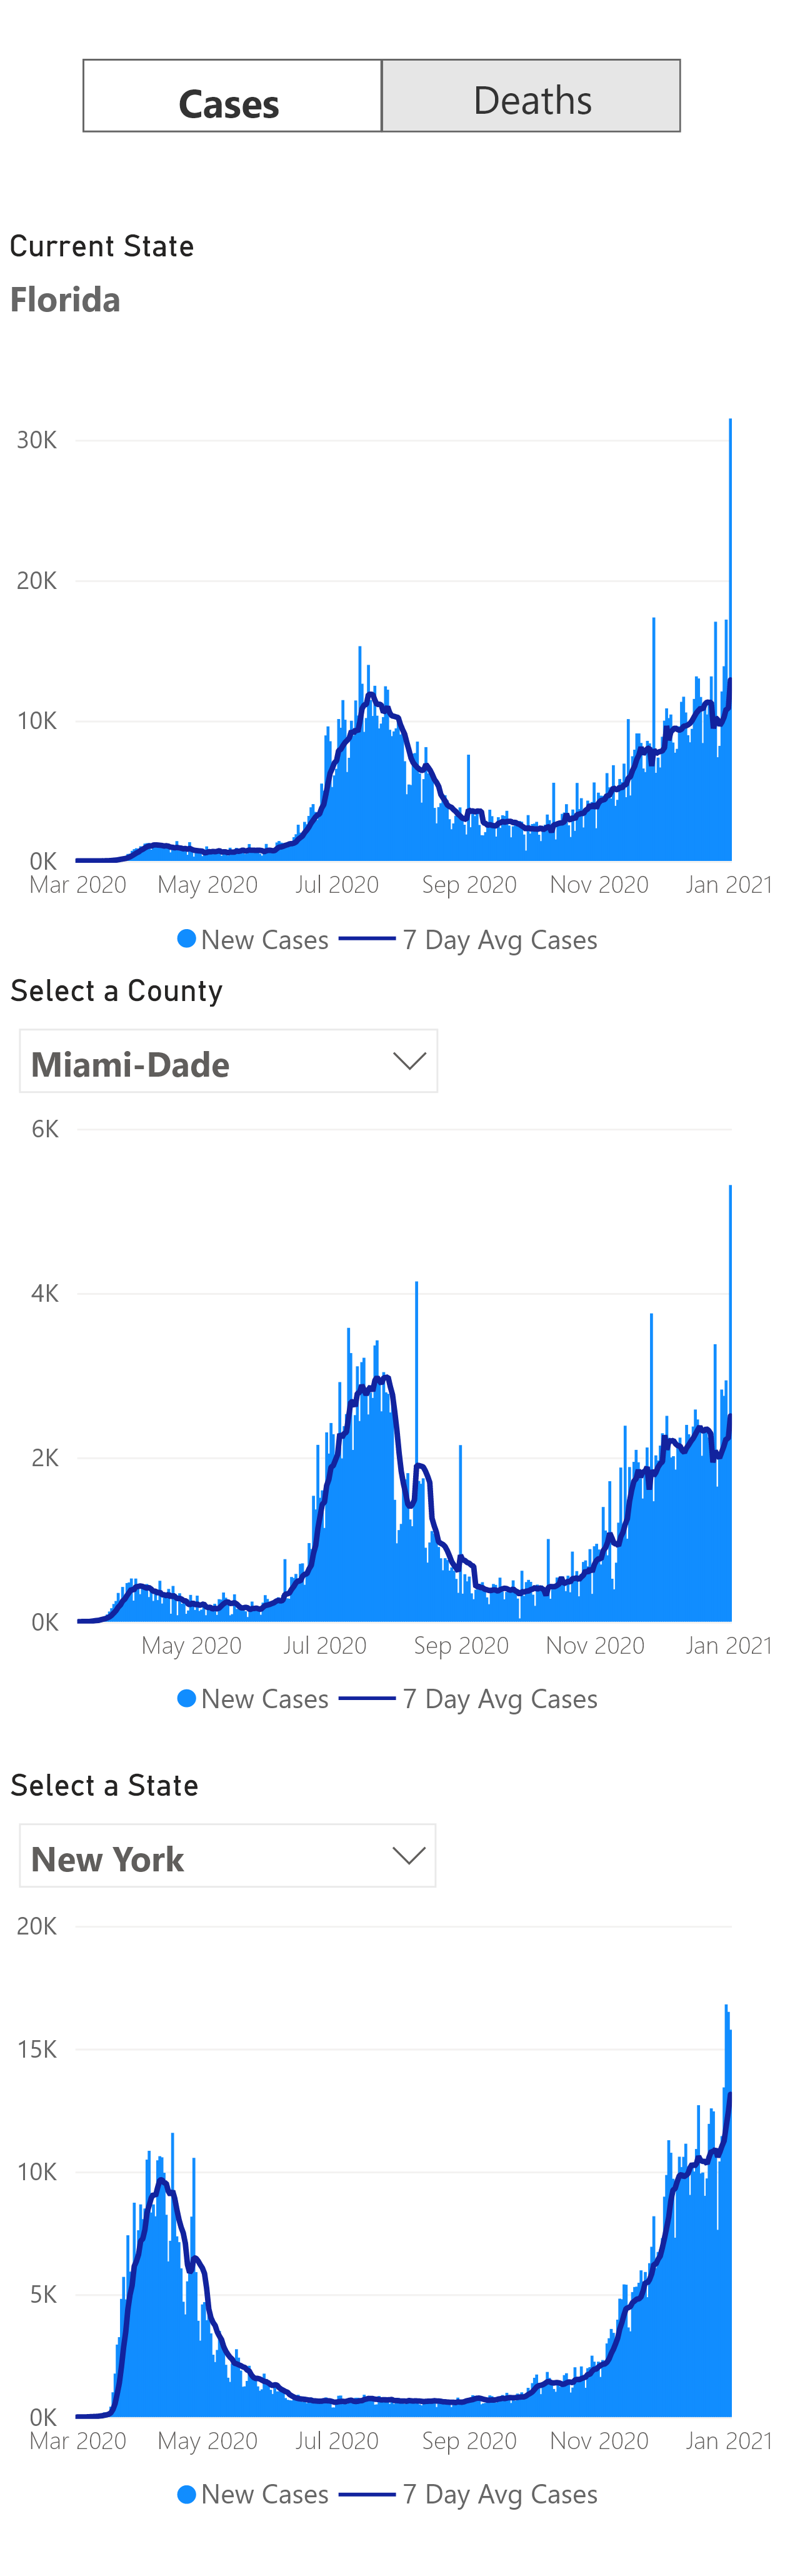 Cases Deaths
Current State
Florida
30K
20K
10K
0K
Mar 2020 May 2020 Jul 2020 Sep 2020 Nov 2020 Jan 2021
New Cases 7 Day Avg Cases
Select a County
Miami-Dade
6K
4K
2K
0K
May 2020 Jul 2020 Sep 2020 Nov 2020 Jan 2021
New Cases 7 Day Avg Cases
Select a State
New York
20K
15K
10K
5K
0K
Mar 2020 May 2020 Jul 2020 Sep 2020 Nov 2020 Jan 2021
New Cases 7 Day Avg Cases